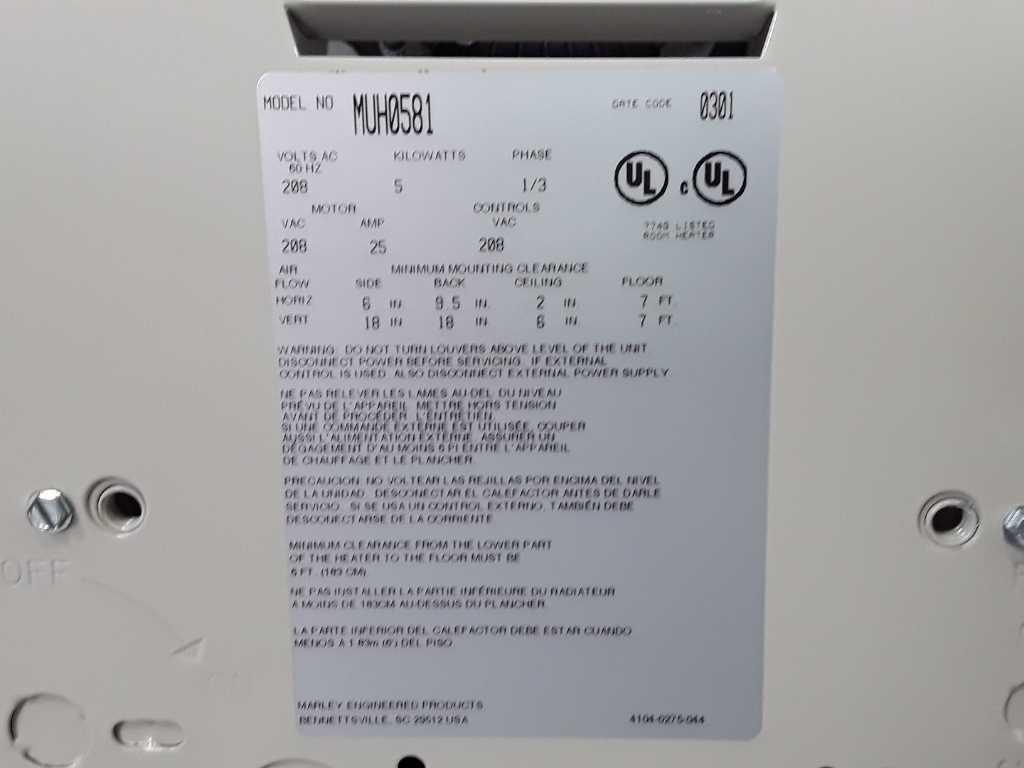 MODEL NO MUH0581 DATE CODE 0301
VOLTS AC KILOWATTS PHASE
60 HZ
208 5 1/3
UL c UL
MOTOR CONTROLS
VAC AMP VAC
7740 LISTED
ROOM HEATER
208 25 208
AIR MINIMUM MOUNTING CLEARANCE
FLOW SIDE BACK CEILING FLOOR
HORIZ 6 IN. 9.5 IN. 2 IN. 7 FT.
VERT 18 IN 18 IN. 6 IN. 7 FT.
WARNING: DO NOT TURN LOUVERS ABOVE LEVEL OF THE UNIT.
DISCONNECT POWER BEFORE SERVICING. IF EXTERNAL
CONTROL IS USED, ALSO DISCONNECT EXTERNAL POWER SUPPLY.
NE PAS RELEVER LES LAMES AU DEL. DU NIVEAU
PRÉVU DE L'APPAREIL. METTRE HORS TENSION
AVANT DE PROCÉDER. L'ENTRETIEN.
SI UNE COMMANDE EXTERNE EST UTILISÉE, COUPER
AUSSI L'ALIMENTATION EXTERNE. ASSURER UN
DÉGAGEMENT D'AU MOINS 6 PI ENTRE L'APPAREIL
DE CHAUFFAGE ET LE PLANCHER.
PRECAUCION: NO VOLTEAR LAS REJILLAS POR ENCIMA DEL NIVEL
DE LA UNIDAD. DESCONECTAR EL CALEFACTOR ANTES DE DARLE
SERVICIO. SI SE USA UN CONTROL EXTERNO, TAMBIÉN DEBE
DESCONECTARSE DE LA CORRIENTE.
MINIMUM CLEARANCE FROM THE LOWER PART
OF THE HEATER TO THE FLOOR MUST BE
6 FT. (183 CM).
NE PAS INSTALLER LA PARTIE INFÉRIEURE DU RADIATEUR
A MOINS DE 183CM AU-DESSUS DU PLANCHER.
LA PARTE INFERIOR DEL CALEFACTOR DEBE ESTAR CUANDO
MENOS A 1.83m (6') DEL PISO.
MARLEY ENGINEERED PRODUCTS
BENNETTSVILLE, SC 29512 USA 4104-0275-044
OFF
ON